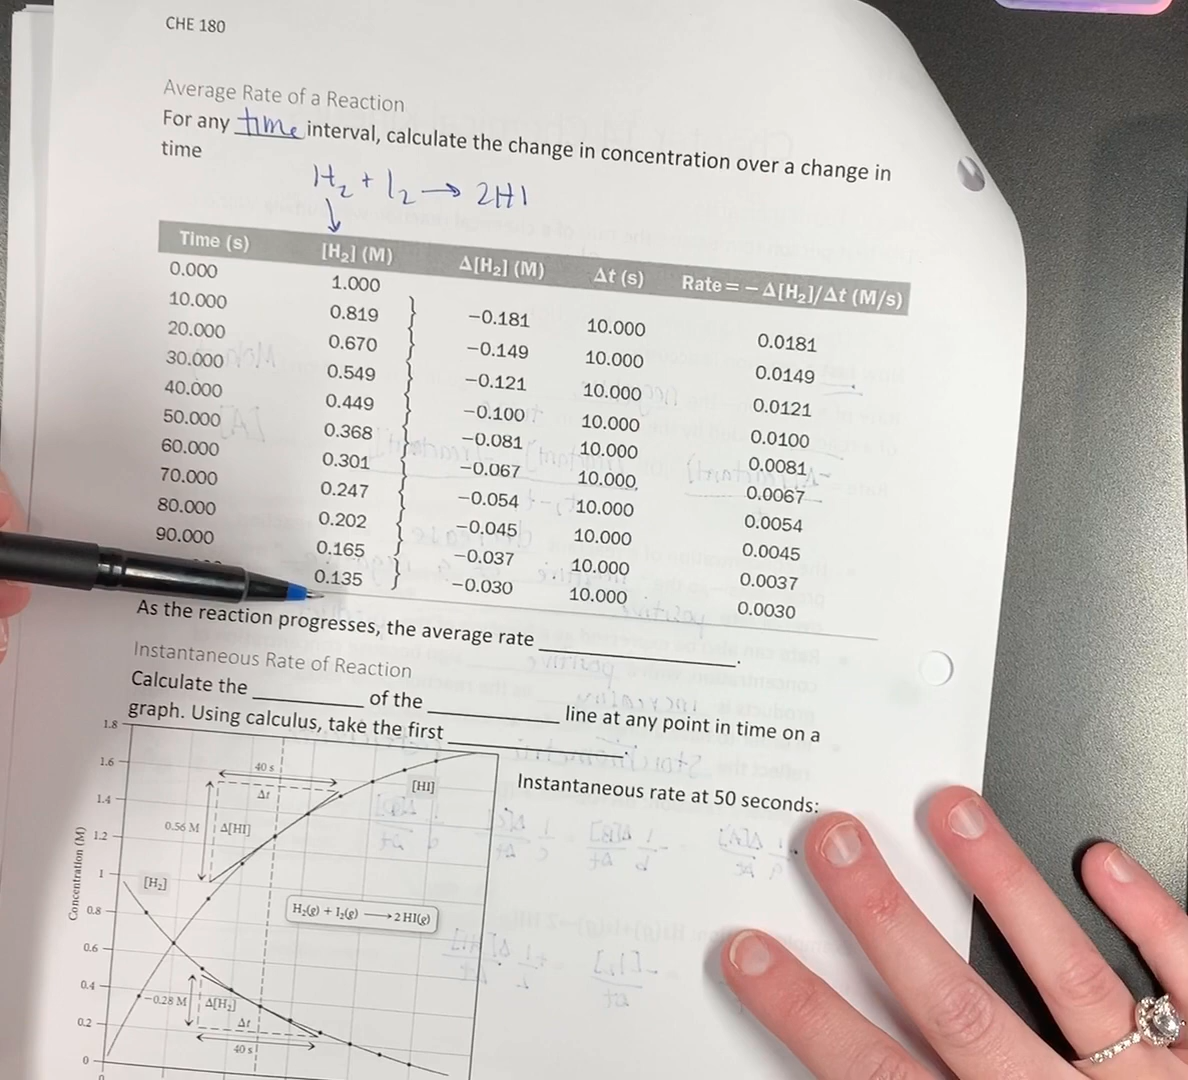 CHE 180
Average Rate of a Reaction
For any time interval, calculate the change in concentration over a change in
time
H₂ + I₂ → 2HI
↓
Time (s) [H₂] (M) Δ[H₂] (M) Δt (s) Rate = −Δ[H₂]/Δt (M/s)
0.000 1.000
−0.181 10.000 0.0181
10.000 0.819
−0.149 10.000 0.0149
20.000 0.670
−0.121 10.000 0.0121
30.000 0.549
−0.100 10.000 0.0100
40.000 0.449
−0.081 10.000 0.0081
50.000 0.368
−0.067 10.000 0.0067
60.000 0.301
−0.054 10.000 0.0054
70.000 0.247
−0.045 10.000 0.0045
80.000 0.202
−0.037 10.000 0.0037
90.000 0.165
−0.030 10.000 0.0030
0.135
As the reaction progresses, the average rate ____________.
Instantaneous Rate of Reaction
Calculate the ____________ of the ____________ line at any point in time on a
graph. Using calculus, take the first ____________.
Instantaneous rate at 50 seconds:
Concentration (M)
1.8
1.6
1.4
1.2
1
0.8
0.6
0.4
0.2
0
0
40 s
Δt
[HI]
0.56 M Δ[HI]
[H₂]
H₂(g) + I₂(g) → 2 HI(g)
−0.28 M Δ[H₂]
Δt
40 s